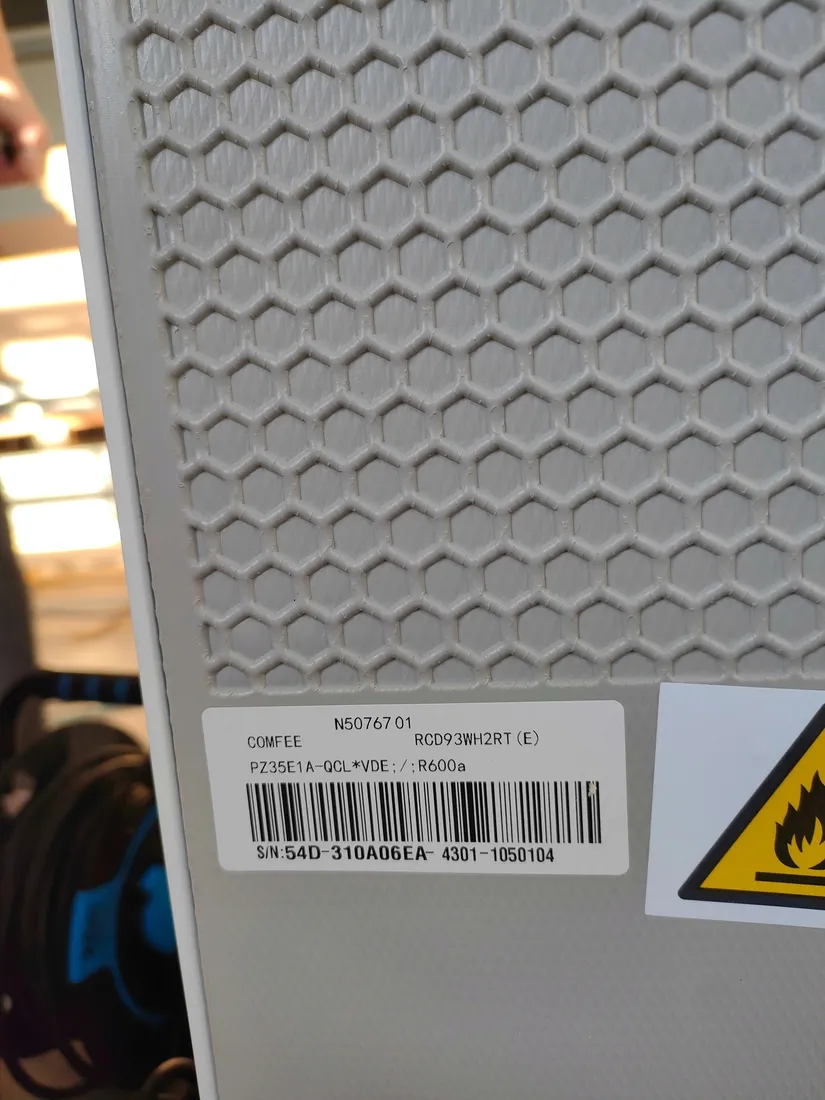 N5076701
COMFEE RCD93WH2RT(E)
PZ35E1A-QCL*VDE;/;R600a
S/N:54D-310A06EA- 4301-1050104